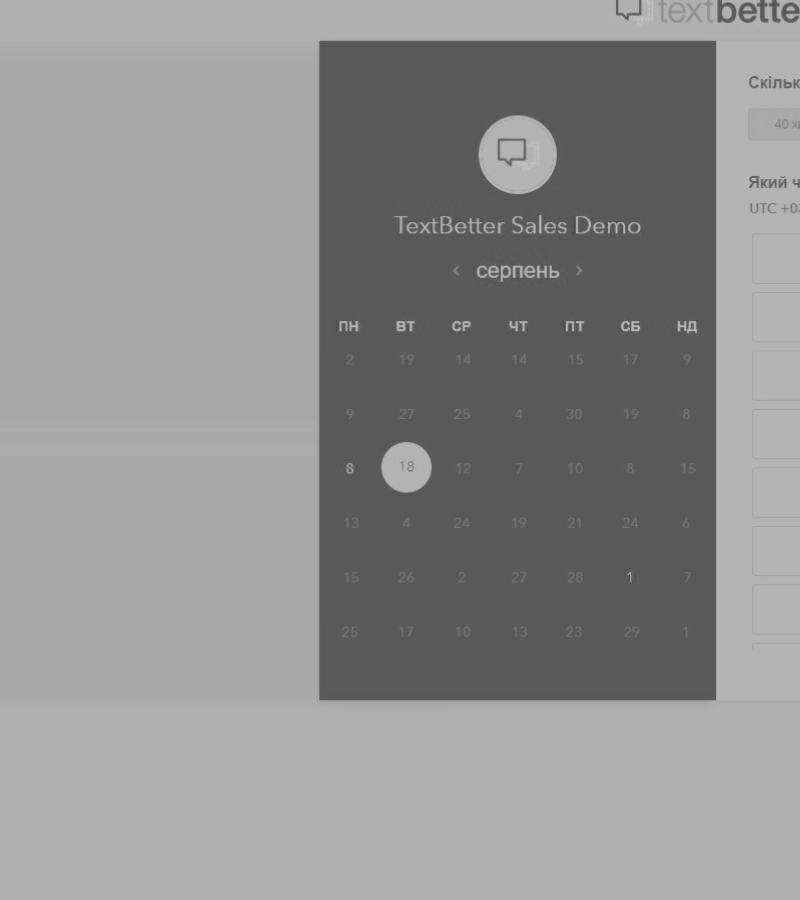 textbette
TextBetter Sales Demo
серпень
ПН ВТ СР ЧТ ПТ СБ НД
2 19 14 14 15 17 9
9 27 25 4 30 19 8
8 18 12 7 10 8 15
13 4 24 19 21 24 6
15 26 2 27 28 1 7
25 17 10 13 23 29 1
Скільк
40 х
Який ч
UTC +03